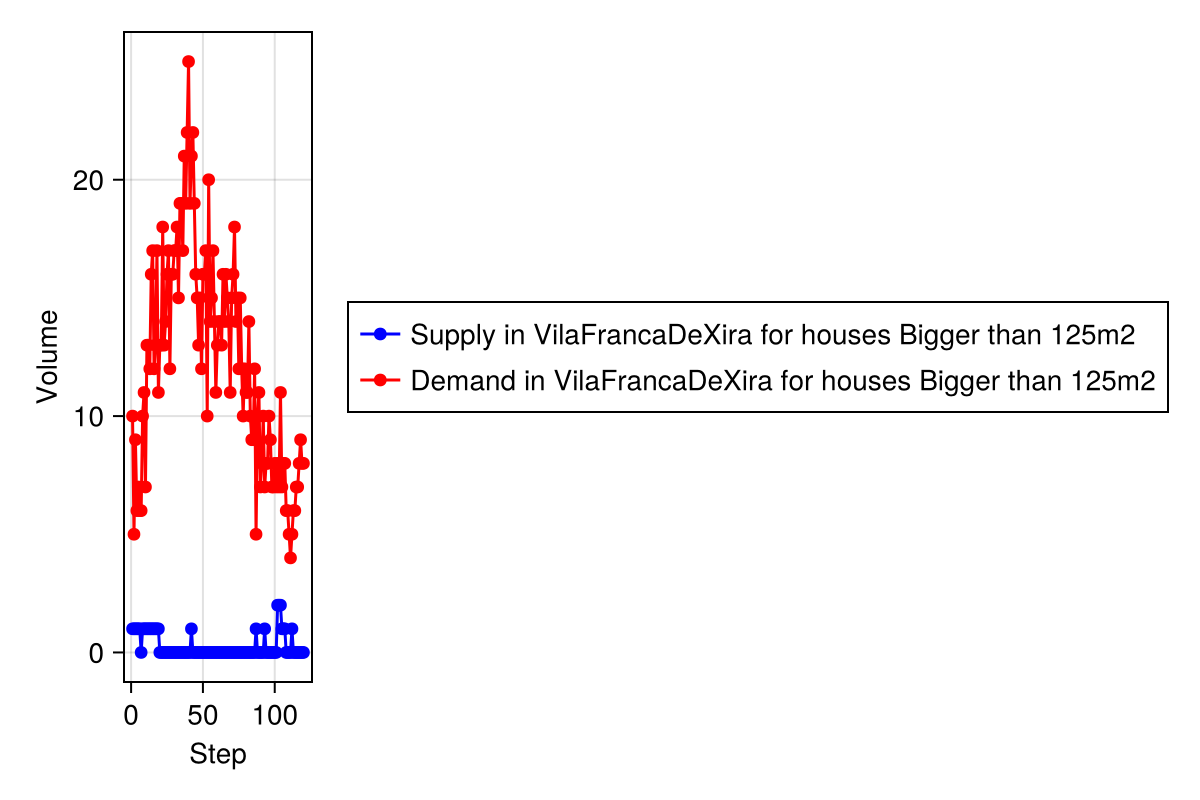 Volume
20
10
0
0 50 100
Step
Supply in VilaFrancaDeXira for houses Bigger than 125m2
Demand in VilaFrancaDeXira for houses Bigger than 125m2